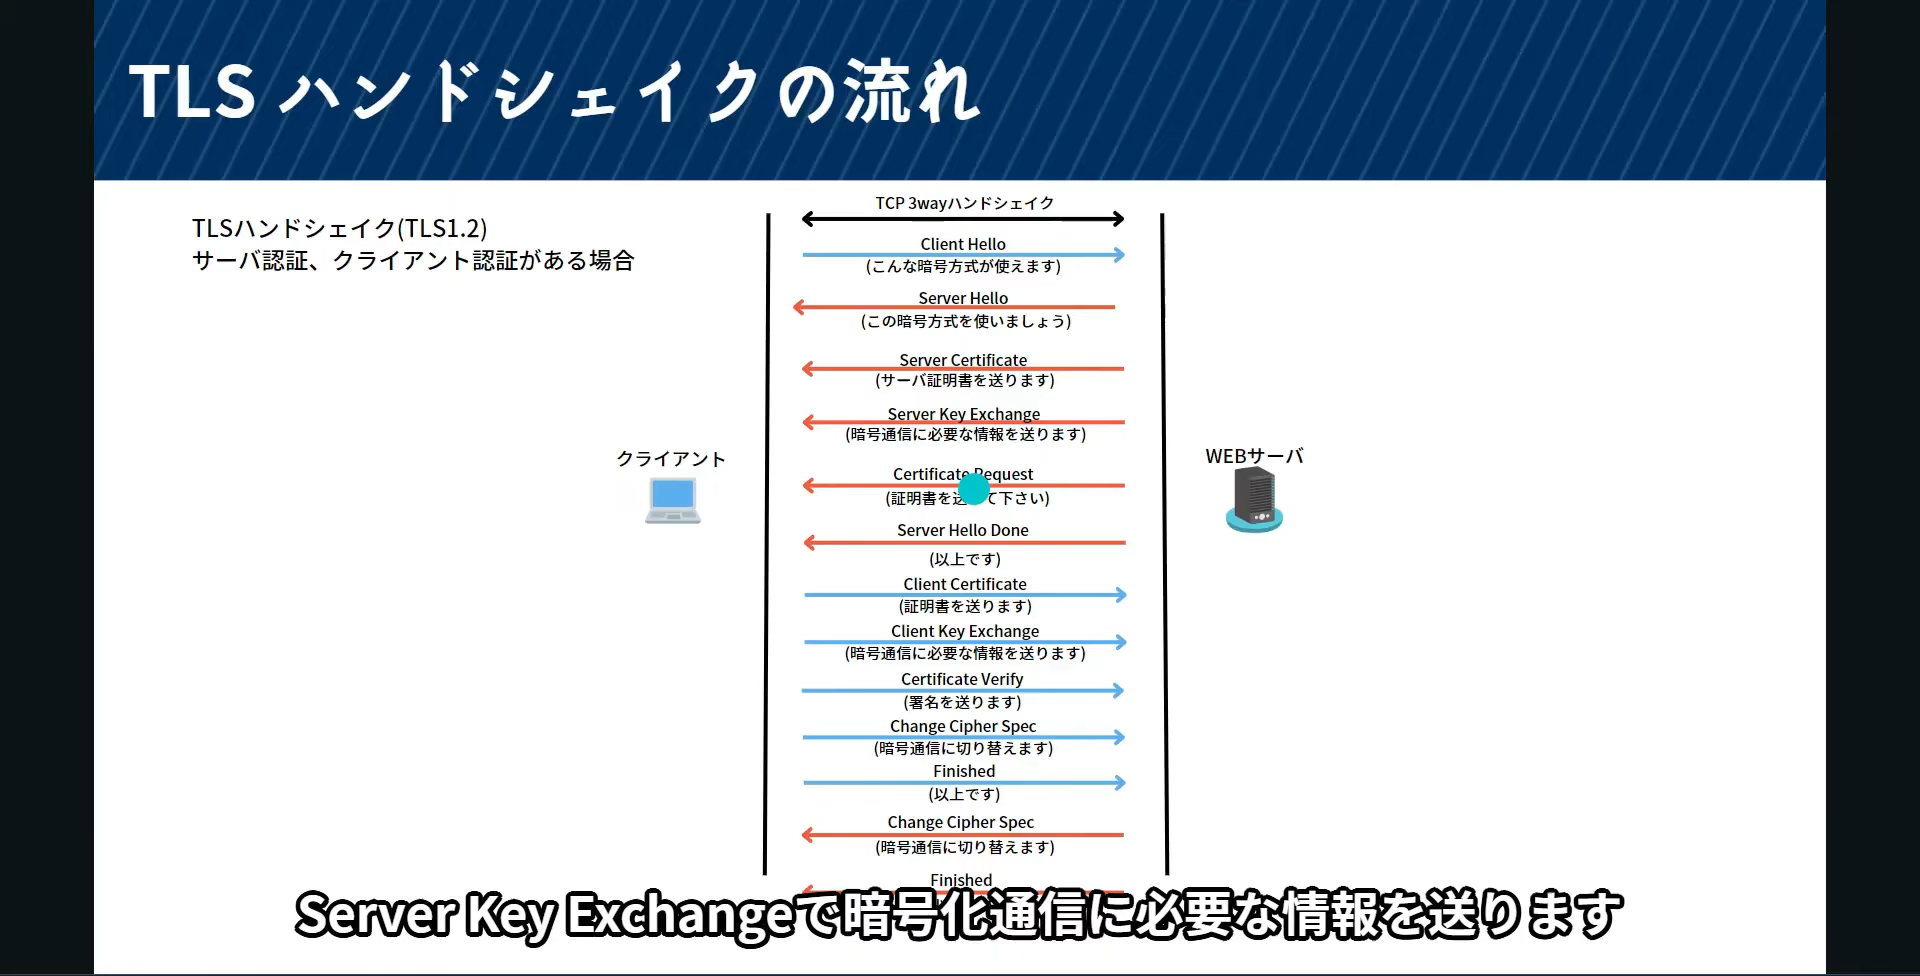 TLS ハンドシェイクの流れ
TLSハンドシェイク(TLS1.2)
サーバ認証、クライアント認証がある場合
TCP 3wayハンドシェイク
Client Hello
(こんな暗号方式が使えます)
Server Hello
(この暗号方式を使いましょう)
Server Certificate
(サーバ証明書を送ります)
Server Key Exchange
(暗号通信に必要な情報を送ります)
クライアント
WEBサーバ
Certificate Request
(証明書を送って下さい)
Server Hello Done
(以上です)
Client Certificate
(証明書を送ります)
Client Key Exchange
(暗号通信に必要な情報を送ります)
Certificate Verify
(署名を送ります)
Change Cipher Spec
(暗号通信に切り替えます)
Finished
(以上です)
Change Cipher Spec
(暗号通信に切り替えます)
Finished
Server Key Exchangeで暗号化通信に必要な情報を送ります